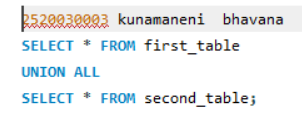 2520030003 kunamaneni  bhavana
SELECT * FROM first_table
UNION ALL
SELECT * FROM second_table;